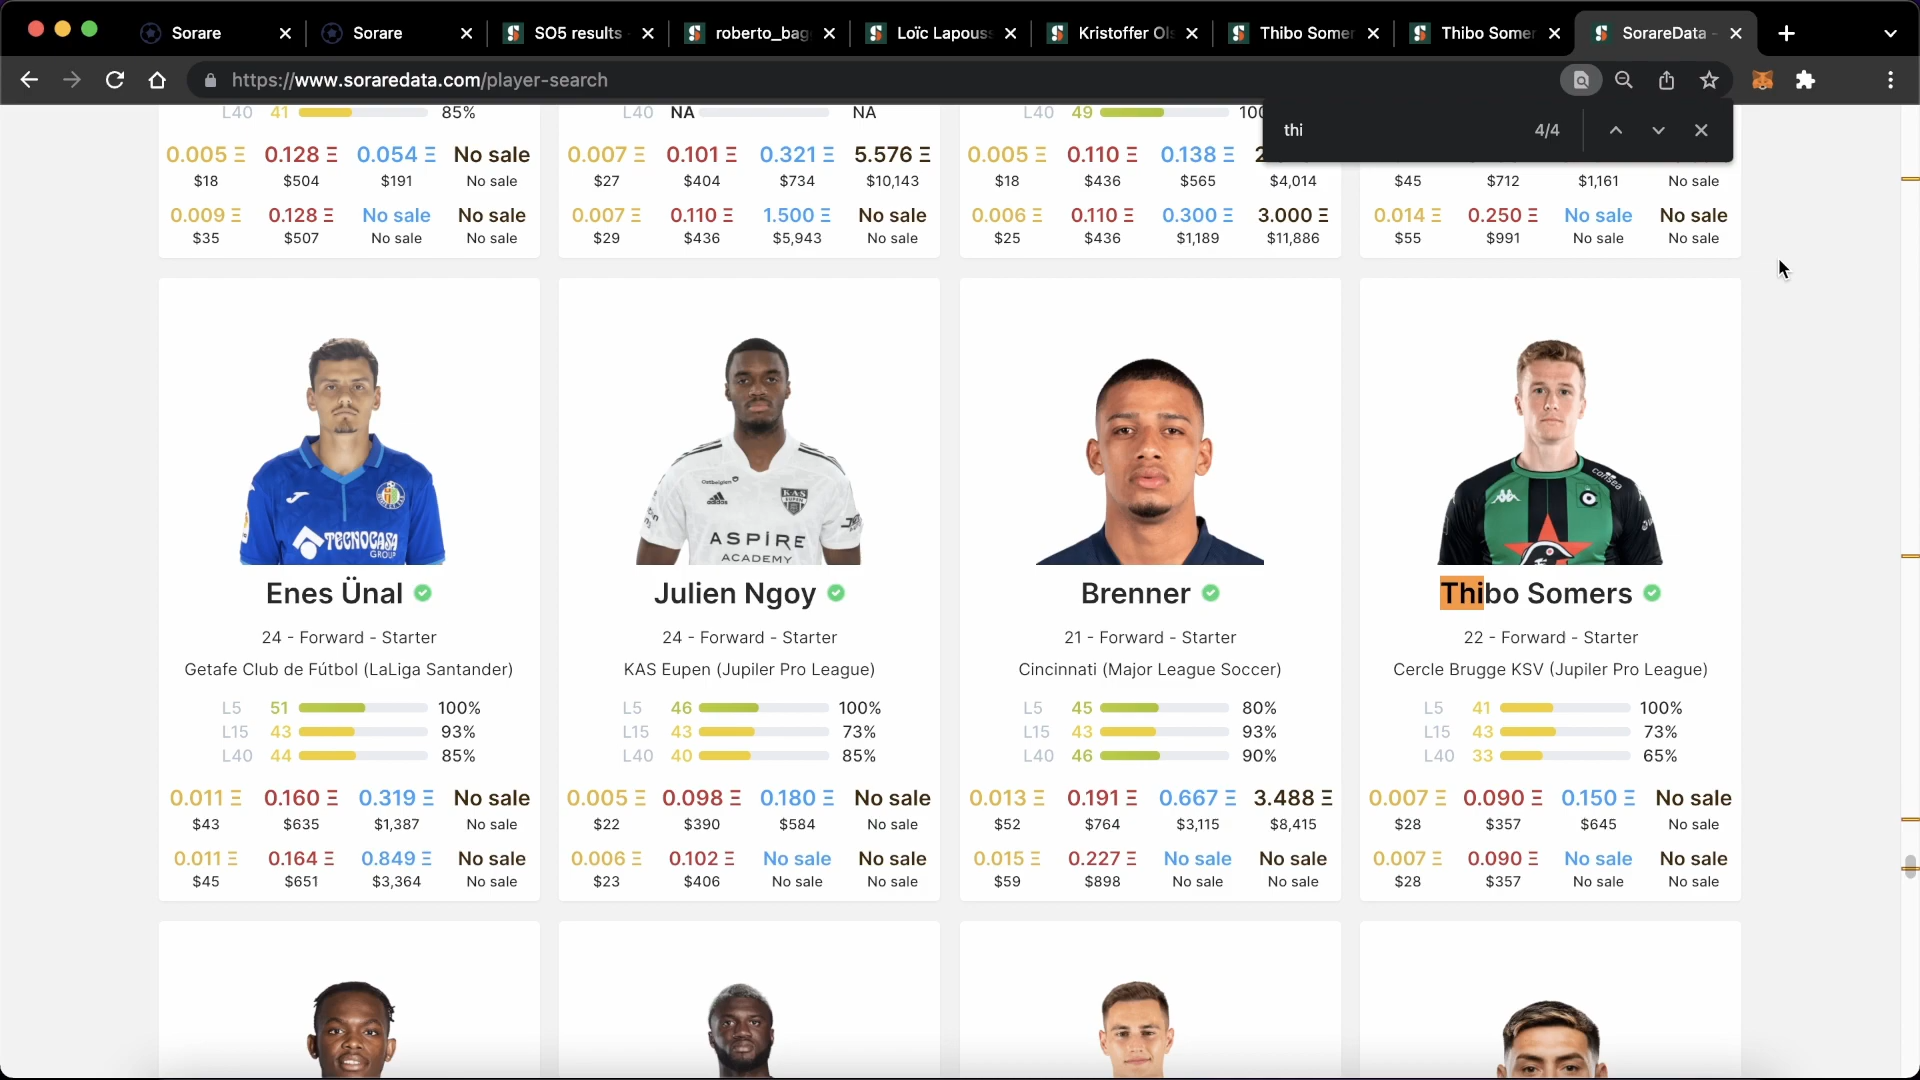 Sorare
Sorare
SO5 results
roberto_bag
Loïc Lapous
Kristoffer Ol
Thibo Somer
Thibo Somer
SorareData -
https://www.soraredata.com/player-search
thi 4/4
L40 41 85%
L40 NA NA
L40 49 100
0.005 Ξ 0.128 Ξ 0.054 Ξ No sale
$18 $504 $191 No sale
0.009 Ξ 0.128 Ξ No sale No sale
$35 $507 No sale No sale
0.007 Ξ 0.101 Ξ 0.321 Ξ 5.576 Ξ
$27 $404 $734 $10,143
0.007 Ξ 0.110 Ξ 1.500 Ξ No sale
$29 $436 $5,943 No sale
0.005 Ξ 0.110 Ξ 0.138 Ξ
$18 $436 $565 $4,014
0.006 Ξ 0.110 Ξ 0.300 Ξ 3.000 Ξ
$25 $436 $1,189 $11,886
$45 $712 $1,161 No sale
0.014 Ξ 0.250 Ξ No sale No sale
$55 $991 No sale No sale
TECNOCASA
GROUP
Enes Ünal
24 - Forward - Starter
Getafe Club de Fútbol (LaLiga Santander)
L5 51 100%
L15 43 93%
L40 44 85%
0.011 Ξ 0.160 Ξ 0.319 Ξ No sale
$43 $635 $1,387 No sale
0.011 Ξ 0.164 Ξ 0.849 Ξ No sale
$45 $651 $3,364 No sale
Ostbelgien
adidas
KAS
EUPEN
ASPIRE
ACADEMY
Julien Ngoy
24 - Forward - Starter
KAS Eupen (Jupiler Pro League)
L5 46 100%
L15 43 73%
L40 40 85%
0.005 Ξ 0.098 Ξ 0.180 Ξ No sale
$22 $390 $584 No sale
0.006 Ξ 0.102 Ξ No sale No sale
$23 $406 No sale No sale
Brenner
21 - Forward - Starter
Cincinnati (Major League Soccer)
L5 45 80%
L15 43 93%
L40 46 90%
0.013 Ξ 0.191 Ξ 0.667 Ξ 3.488 Ξ
$52 $764 $3,115 $8,415
0.015 Ξ 0.227 Ξ No sale No sale
$59 $898 No sale No sale
consea
Thibo Somers
22 - Forward - Starter
Cercle Brugge KSV (Jupiler Pro League)
L5 41 100%
L15 43 73%
L40 33 65%
0.007 Ξ 0.090 Ξ 0.150 Ξ No sale
$28 $357 $645 No sale
0.007 Ξ 0.090 Ξ No sale No sale
$28 $357 No sale No sale